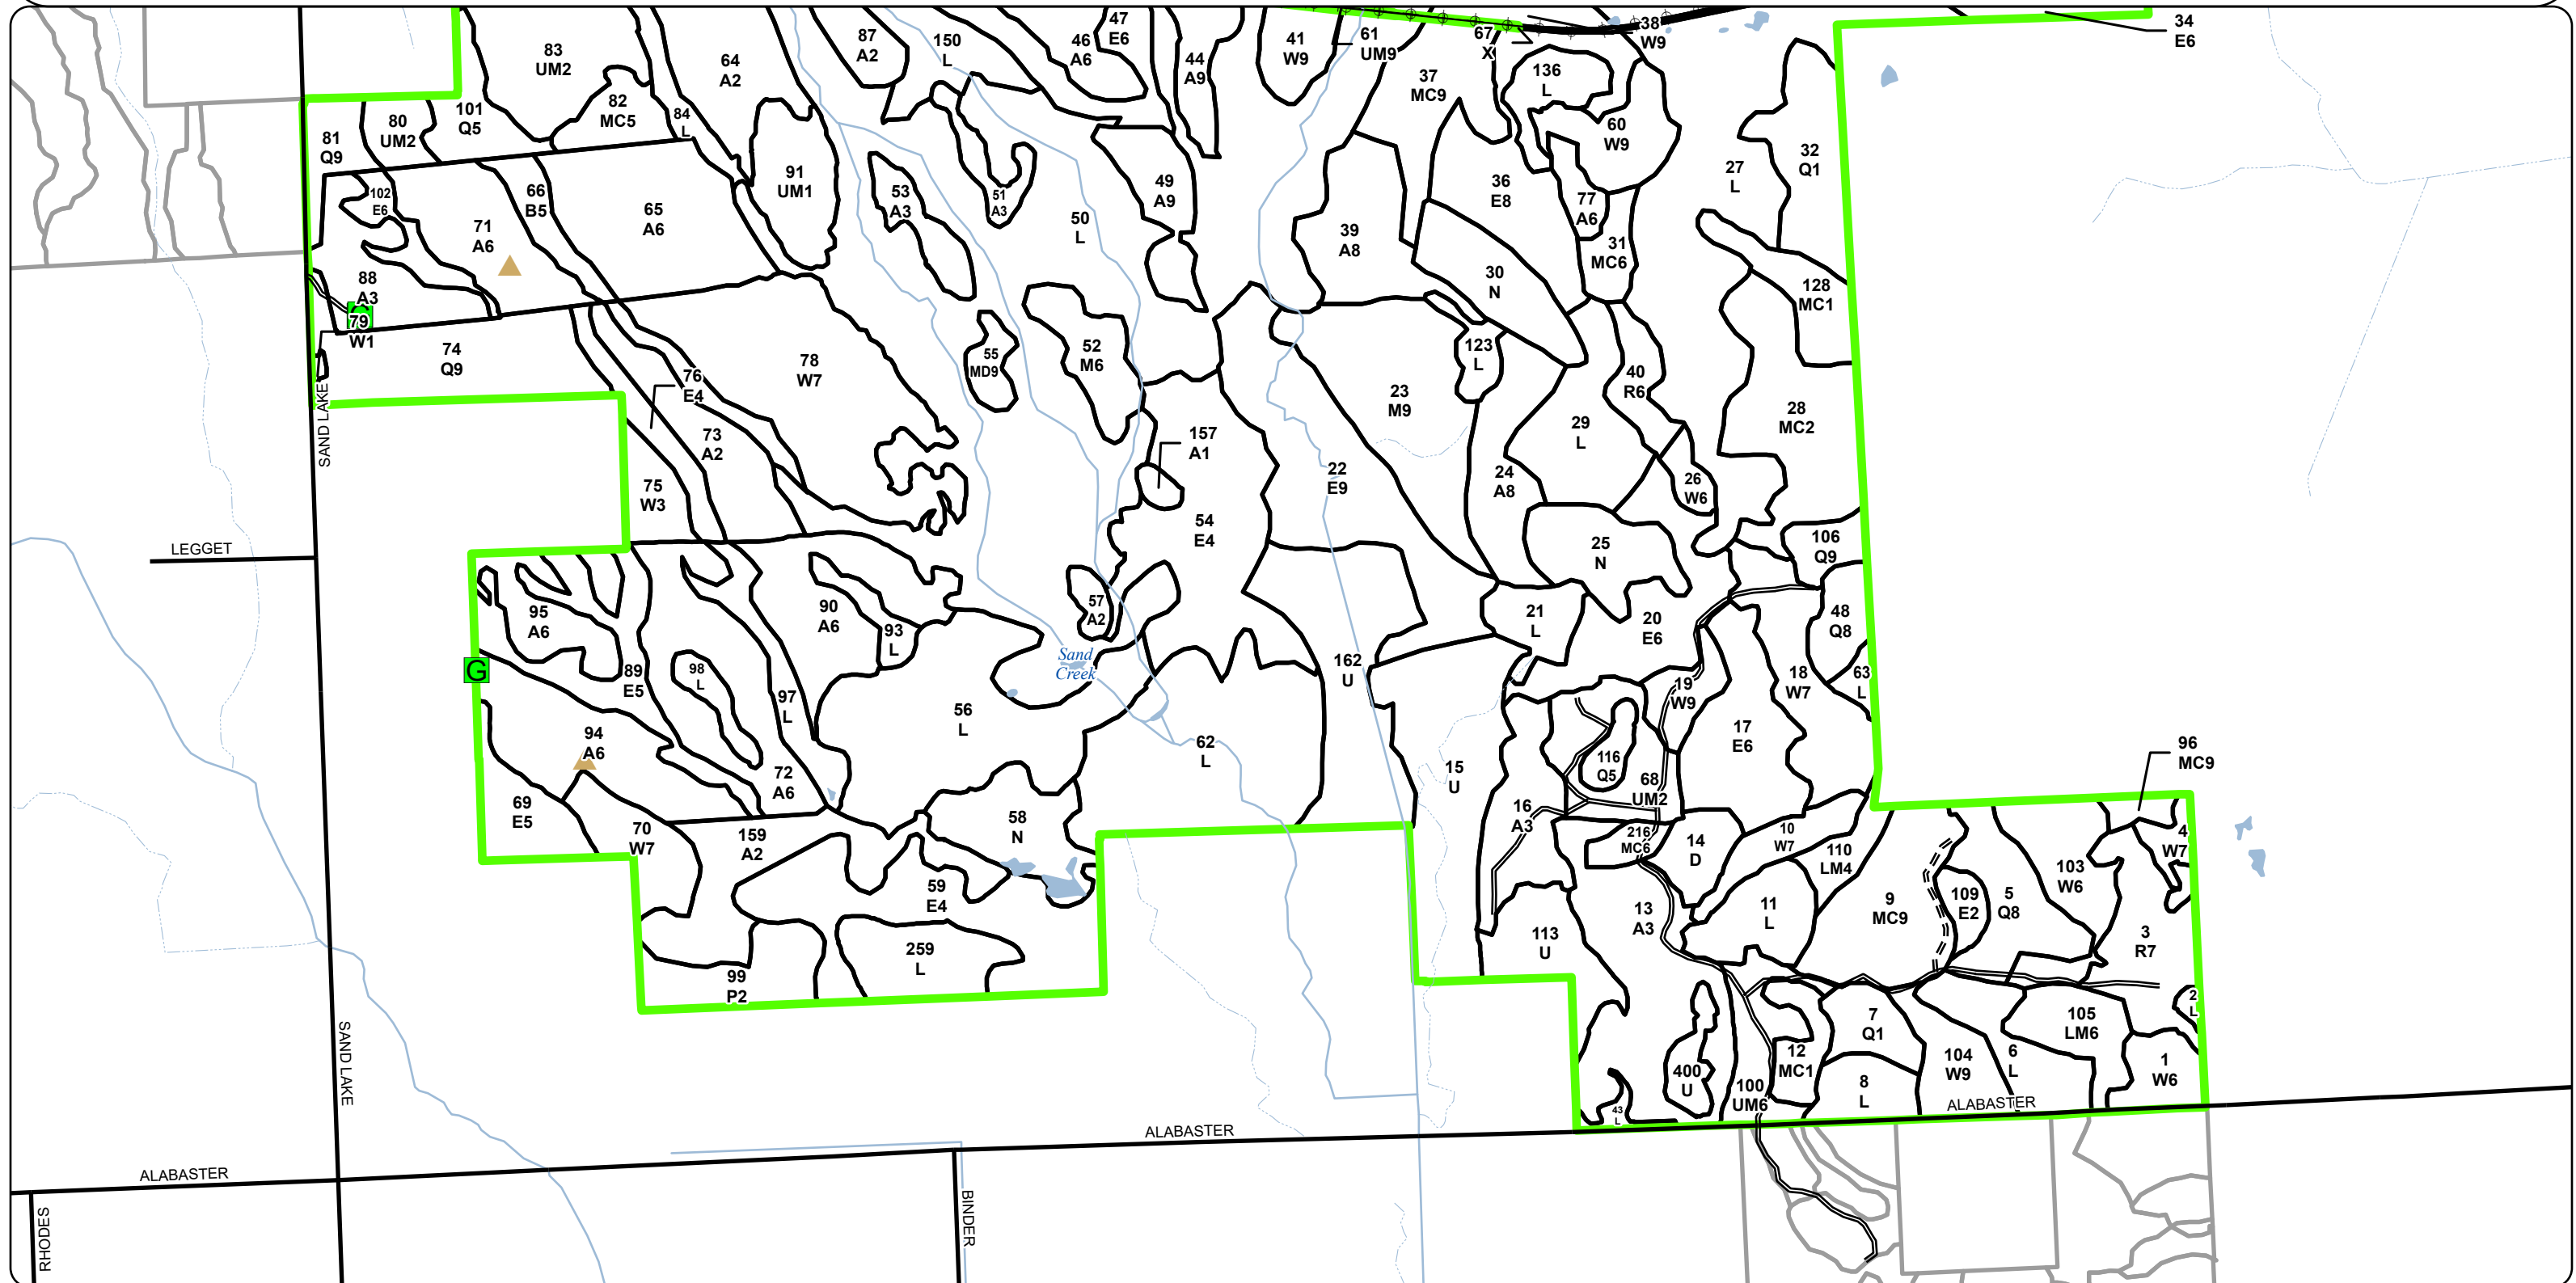 47
E6
87
A2
150
L
46
A6
83
UM2
64
A2
44
A9
41
W9
61
UM9
67
X
38
W9
34
E6
37
MC9
136
L
82
MC5
84
L
101
Q5
80
UM2
81
Q9
60
W9
32
Q1
27
L
91
UM1
53
A3
51
A3
49
A9
36
E8
77
A6
102
E6
66
B5
65
A6
71
A6
50
L
39
A8
31
MC6
30
N
128
MC1
88
A3
79
W1
74
Q9
76
E4
78
W7
55
MD9
52
M6
123
L
40
R6
23
M9
28
MC2
29
L
SAND LAKE
73
A2
157
A1
75
W3
22
E9
24
A8
26
W6
54
E4
LEGGET
25
N
106
Q9
95
A6
90
A6
93
L
57
A2
21
L
20
E6
48
Q8
G
Sand
Creek
89
E5
98
L
97
L
162
U
19
W9
18
W7
63
L
56
L
94
A6
62
L
17
E6
96
MC9
15
U
116
Q5
68
UM2
72
A6
69
E5
70
W7
159
A2
58
N
16
A3
216
MC6
14
D
10
W7
110
LM4
4
W7
103
W6
59
E4
109
E2
5
Q8
9
MC9
11
L
13
A3
113
U
3
R7
259
L
99
P2
2
L
7
Q1
105
LM6
SAND LAKE
400
U
12
MC1
104
W9
6
L
1
W6
8
L
100
UM6
43
L
ALABASTER
ALABASTER
ALABASTER
RHODES
BINDER